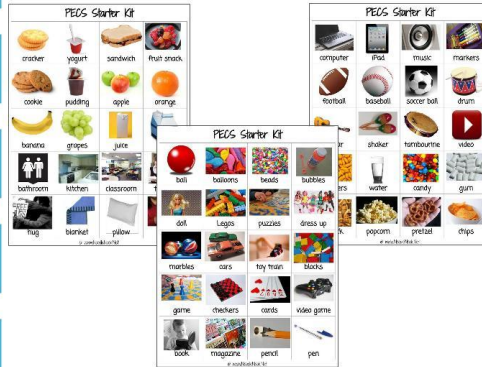 PECS Starter Kit
cracker yogurt sandwich fruit snack
cookie pudding apple orange
banana grapes juice
bathroom kitchen classroom
hug blanket pillow
PECS Starter Kit
computer iPad music markers
football baseball soccer ball drum
shaker tambourine video
water candy gum
popcorn pretzel chips
PECS Starter Kit
ball balloons beads bubbles
doll Legos puzzles dress up
marbles cars toy train blocks
game checkers cards video game
book magazine pencil pen